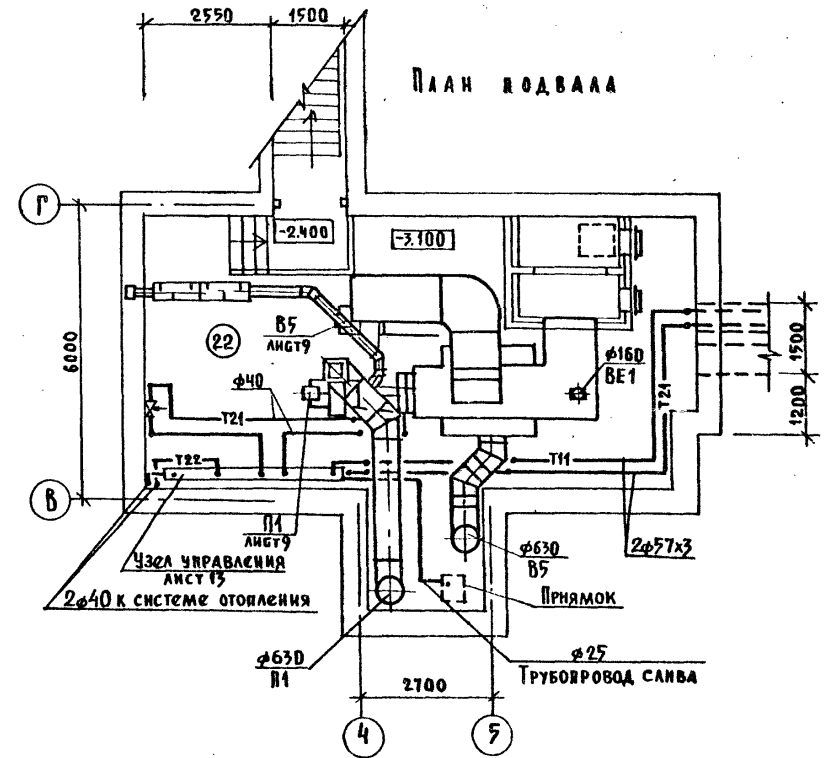 2550
1500
План подвала
Г
-2.400
-3.100
В5
лист9
22
6000
ф160
ВЕ1
1500
1200
ф40
Т21
Т21
Т22
Т11
В
П1
лист9
Узел управления
лист 13
2ф40 к системе отопления
ф630
В5
2ф57х3
Приямок
ф630
П1
ф25
Трубопровод слива
2700
4
5